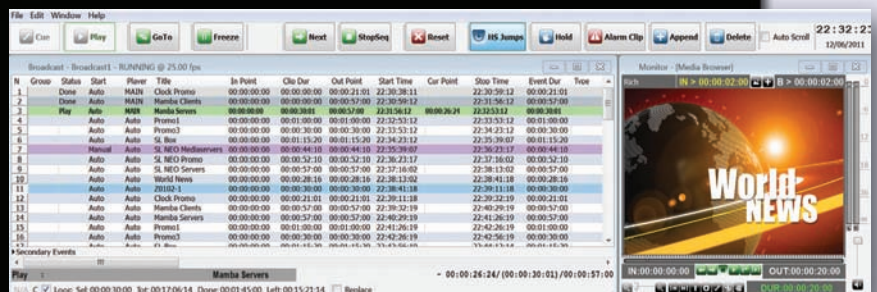 File Edit Window Help
Cue Play GoTo Freeze Next StopSeq Reset HS Jumps Hold Alarm Clip Append Delete Auto Scroll 22:32:2
12/06/2011
Broadcast - Broadcast1 - RUNNING @ 25.00 fps
Monitor - [Media Browser]
N Group Status Start Player Title In Point Clip Dur Out Point Start Time Cur Point Stop Time Event Dur Type
Rich IN > 00:00:02:00 B > 00:00:02:00
1 Done Auto MAIN Clock Promo 00:00:00:00 00:00:00:00 00:00:21:01 22:30:38:11 22:30:59:12 00:00:21:01
2 Done Auto MAIN Mamba Clients 00:00:00:00 00:00:00:00 00:00:57:00 22:30:59:12 22:31:56:12 00:00:57:00
3 Play Auto MAIN Mamba Servers 00:00:00:00 00:00:30:01 00:00:57:00 22:31:56:12 00:00:26:24 22:32:53:12 00:00:30:01
4 Auto Auto Promo1 00:00:00:00 00:01:00:00 00:01:00:00 22:32:53:12 22:33:53:12 00:01:00:00
5 Auto Auto Promo3 00:00:00:00 00:00:30:00 00:00:30:00 22:33:53:12 22:34:23:12 00:00:30:00
6 Auto Auto SL Box 00:00:00:00 00:01:15:20 00:01:15:20 22:34:23:12 22:35:39:07 00:01:15:20
7 Manual Auto SL NEO Mediaservers 00:00:00:00 00:00:44:10 00:00:44:10 22:35:39:07 22:36:23:17 00:00:44:10
8 Auto Auto SL NEO Promo 00:00:00:00 00:00:52:10 00:00:52:10 22:36:23:17 22:37:16:02 00:00:52:10
9 Auto Auto SL NEO Servers 00:00:00:00 00:00:57:00 00:00:57:00 22:37:16:02 22:38:13:02 00:00:57:00
10 Auto Auto World News 00:00:00:00 00:00:28:16 00:00:28:16 22:38:13:02 22:38:41:18 00:00:28:16
11 Auto Auto Z0102-1 00:00:00:00 00:00:30:00 00:00:30:00 22:38:41:18 22:39:11:18 00:00:30:00
12 Auto Auto Clock Promo 00:00:00:00 00:00:21:01 00:00:21:01 22:39:11:18 22:39:32:19 00:00:21:01
13 Auto Auto Mamba Clients 00:00:00:00 00:00:57:00 00:00:57:00 22:39:32:19 22:40:29:19 00:00:57:00
14 Auto Auto Mamba Servers 00:00:00:00 00:00:57:00 00:00:57:00 22:40:29:19 22:41:26:19 00:00:57:00
15 Auto Auto Promo1 00:00:00:00 00:01:00:00 00:01:00:00 22:41:26:19 22:42:26:19 00:01:00:00
16 Auto Auto Promo3 00:00:00:00 00:00:30:00 00:00:30:00 22:42:26:19 22:42:56:19 00:00:30:00
World
NEWS
Secondary Events
Play Mamba Servers - 00:00:26:24/(00:00:30:01)/00:00:57:00
IN:00:00:00:00 OUT:00:00:20:00
N/A C Loop: Sel:00:00:30:00, Tot:00:17:06:14, Done:00:01:45:00, Left:00:15:21:14 Replace
DUR:00:00:20:00